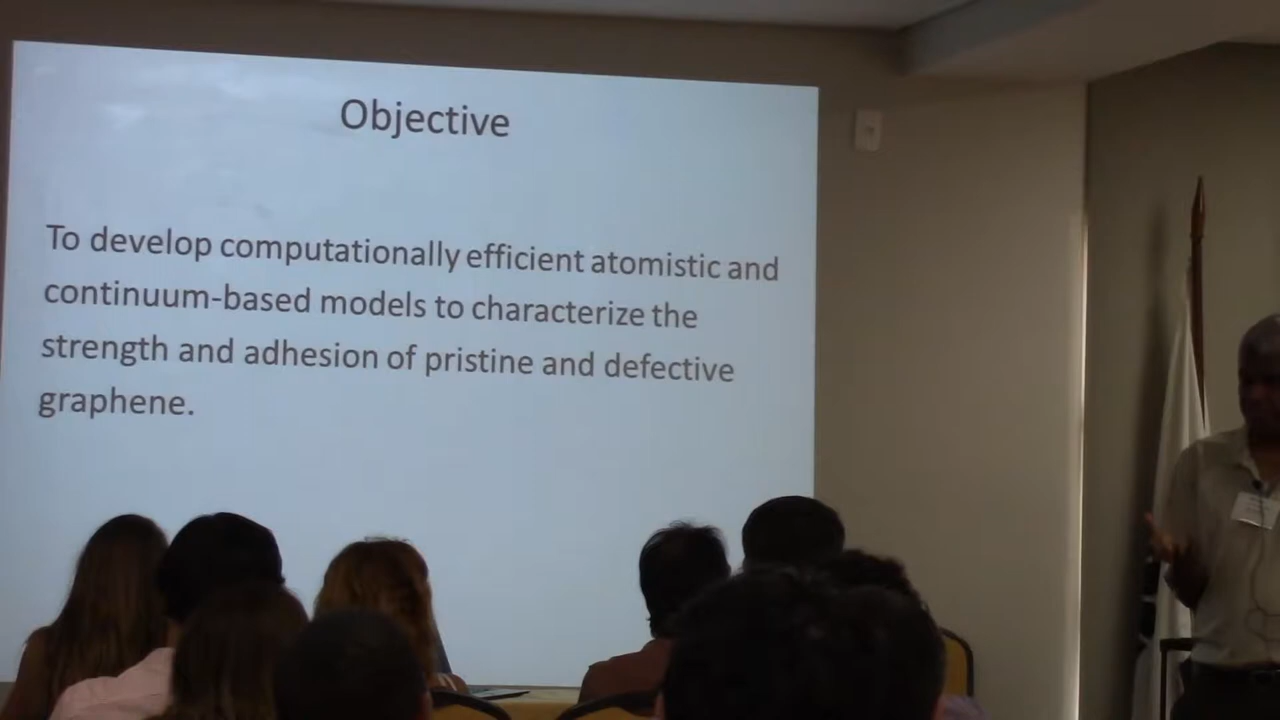 Objective
To develop computationally efficient atomistic and
continuum-based models to characterize the
strength and adhesion of pristine and defective
graphene.